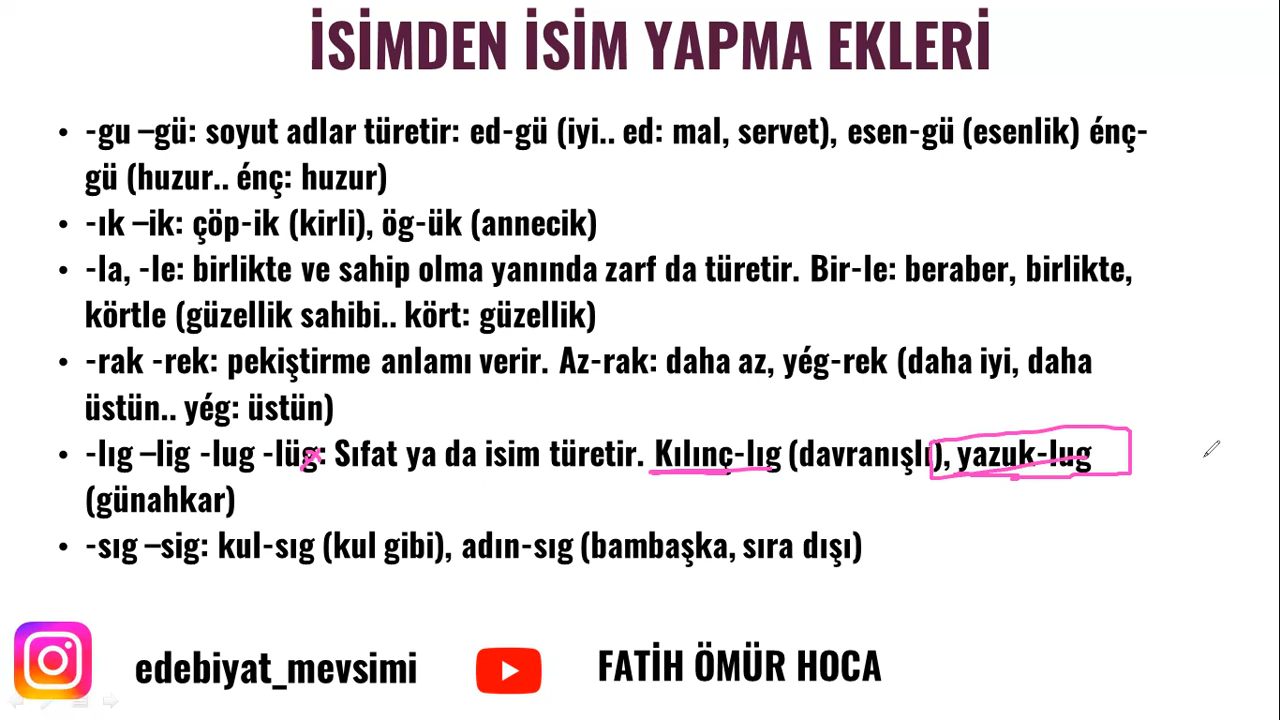 İSİMDEN İSİM YAPMA EKLERİ
• -gu –gü: soyut adlar türetir: ed-gü (iyi.. ed: mal, servet), esen-gü (esenlik) énç-
gü (huzur.. énç: huzur)
• -ık –ik: çöp-ik (kirli), ög-ük (annecik)
• -la, -le: birlikte ve sahip olma yanında zarf da türetir. Bir-le: beraber, birlikte,
körtle (güzellik sahibi.. kört: güzellik)
• -rak -rek: pekiştirme anlamı verir. Az-rak: daha az, yég-rek (daha iyi, daha
üstün.. yég: üstün)
• -lıg –lig -lug -lüg: Sıfat ya da isim türetir. Kılınç-lıg (davranışlı), yazuk-lug
(günahkar)
• -sıg –sig: kul-sıg (kul gibi), adın-sıg (bambaşka, sıra dışı)
edebiyat_mevsimi FATİH ÖMÜR HOCA